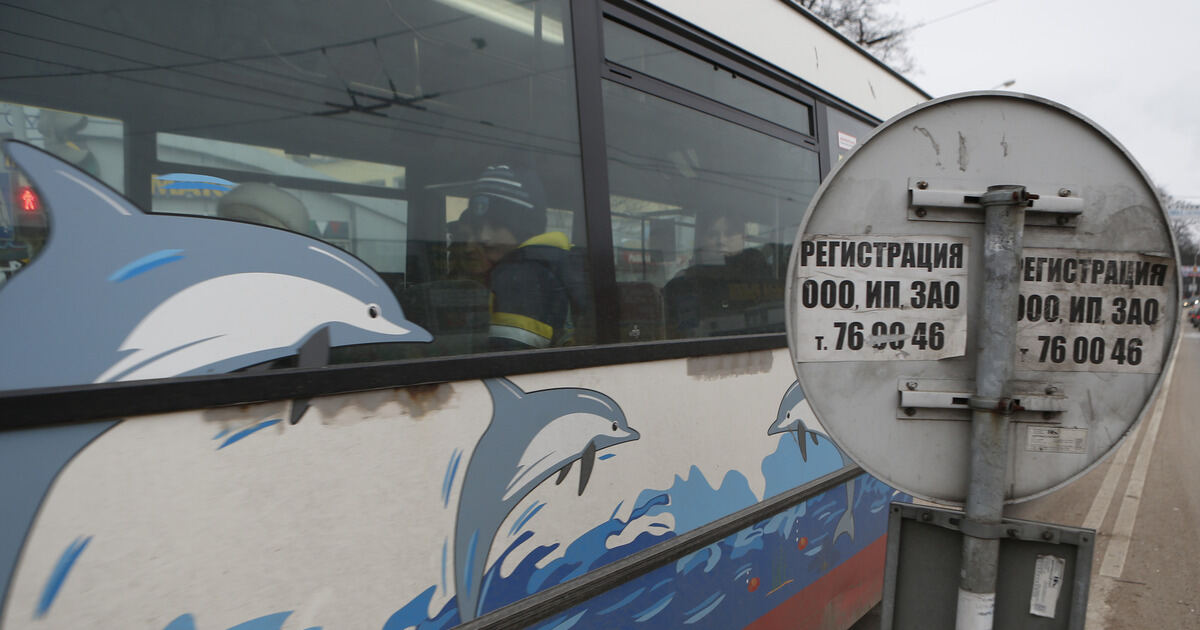 РЕГИСТРАЦИЯ
ООО, ИП, ЗАО
т. 76 00 46
РЕГИСТРАЦИЯ
ООО, ИП, ЗАО
т 76 00 46